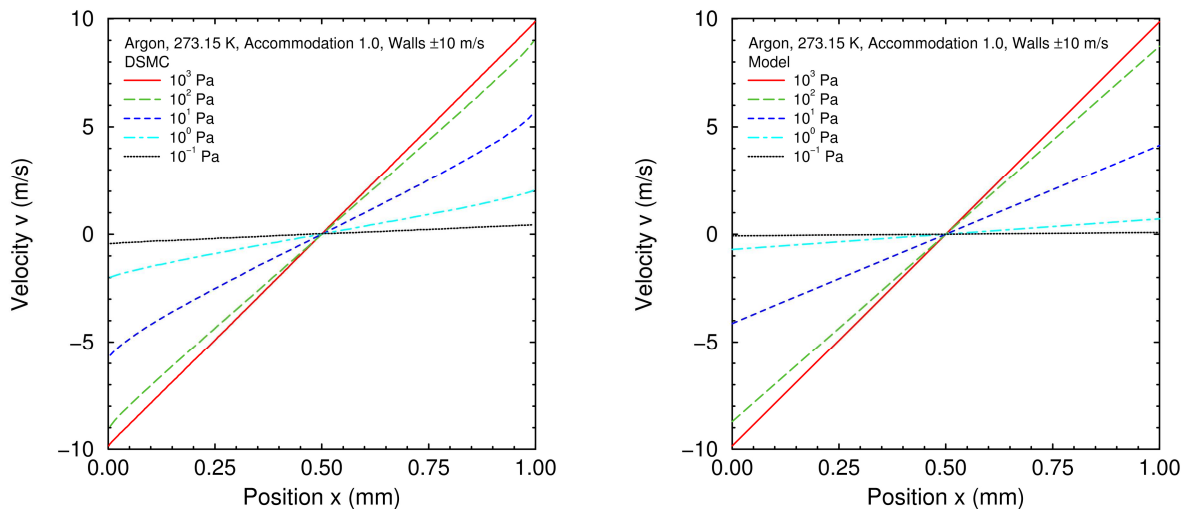 Argon, 273.15 K, Accommodation 1.0, Walls ±10 m/s
DSMC
10³ Pa
10² Pa
10¹ Pa
10⁰ Pa
10⁻¹ Pa
10
5
0
−5
−10
0.00
0.25
0.50
0.75
1.00
Velocity v (m/s)
Position x (mm)
Argon, 273.15 K, Accommodation 1.0, Walls ±10 m/s
Model
10³ Pa
10² Pa
10¹ Pa
10⁰ Pa
10⁻¹ Pa
10
5
0
−5
−10
0.00
0.25
0.50
0.75
1.00
Velocity v (m/s)
Position x (mm)